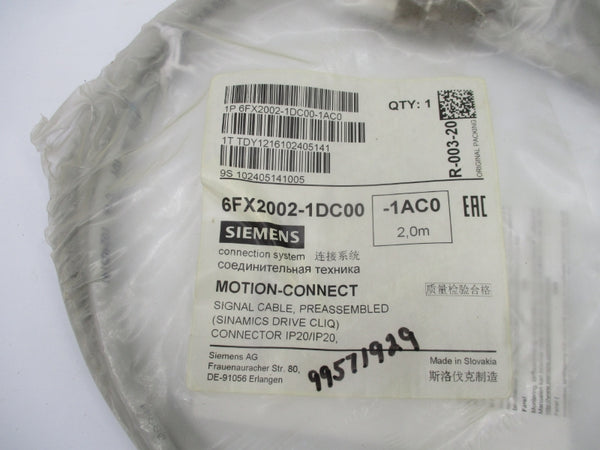 1P 6FX2002-1DC00-1AC0
QTY: 1
1T TDY1216102405141
9S 102405141005
R-003-20
ORIGINAL PACKING
6FX2002-1DC00
-1AC0
2,0m
EAC
SIEMENS
connection system 连接系统
соединительная техника
MOTION-CONNECT
质量检验合格
SIGNAL CABLE, PREASSEMBLED
(SINAMICS DRIVE CLIQ)
CONNECTOR IP20/IP20,
Siemens AG
Frauenauracher Str. 80,
DE-91056 Erlangen
99571929
Made in Slovakia
斯洛伐克制造